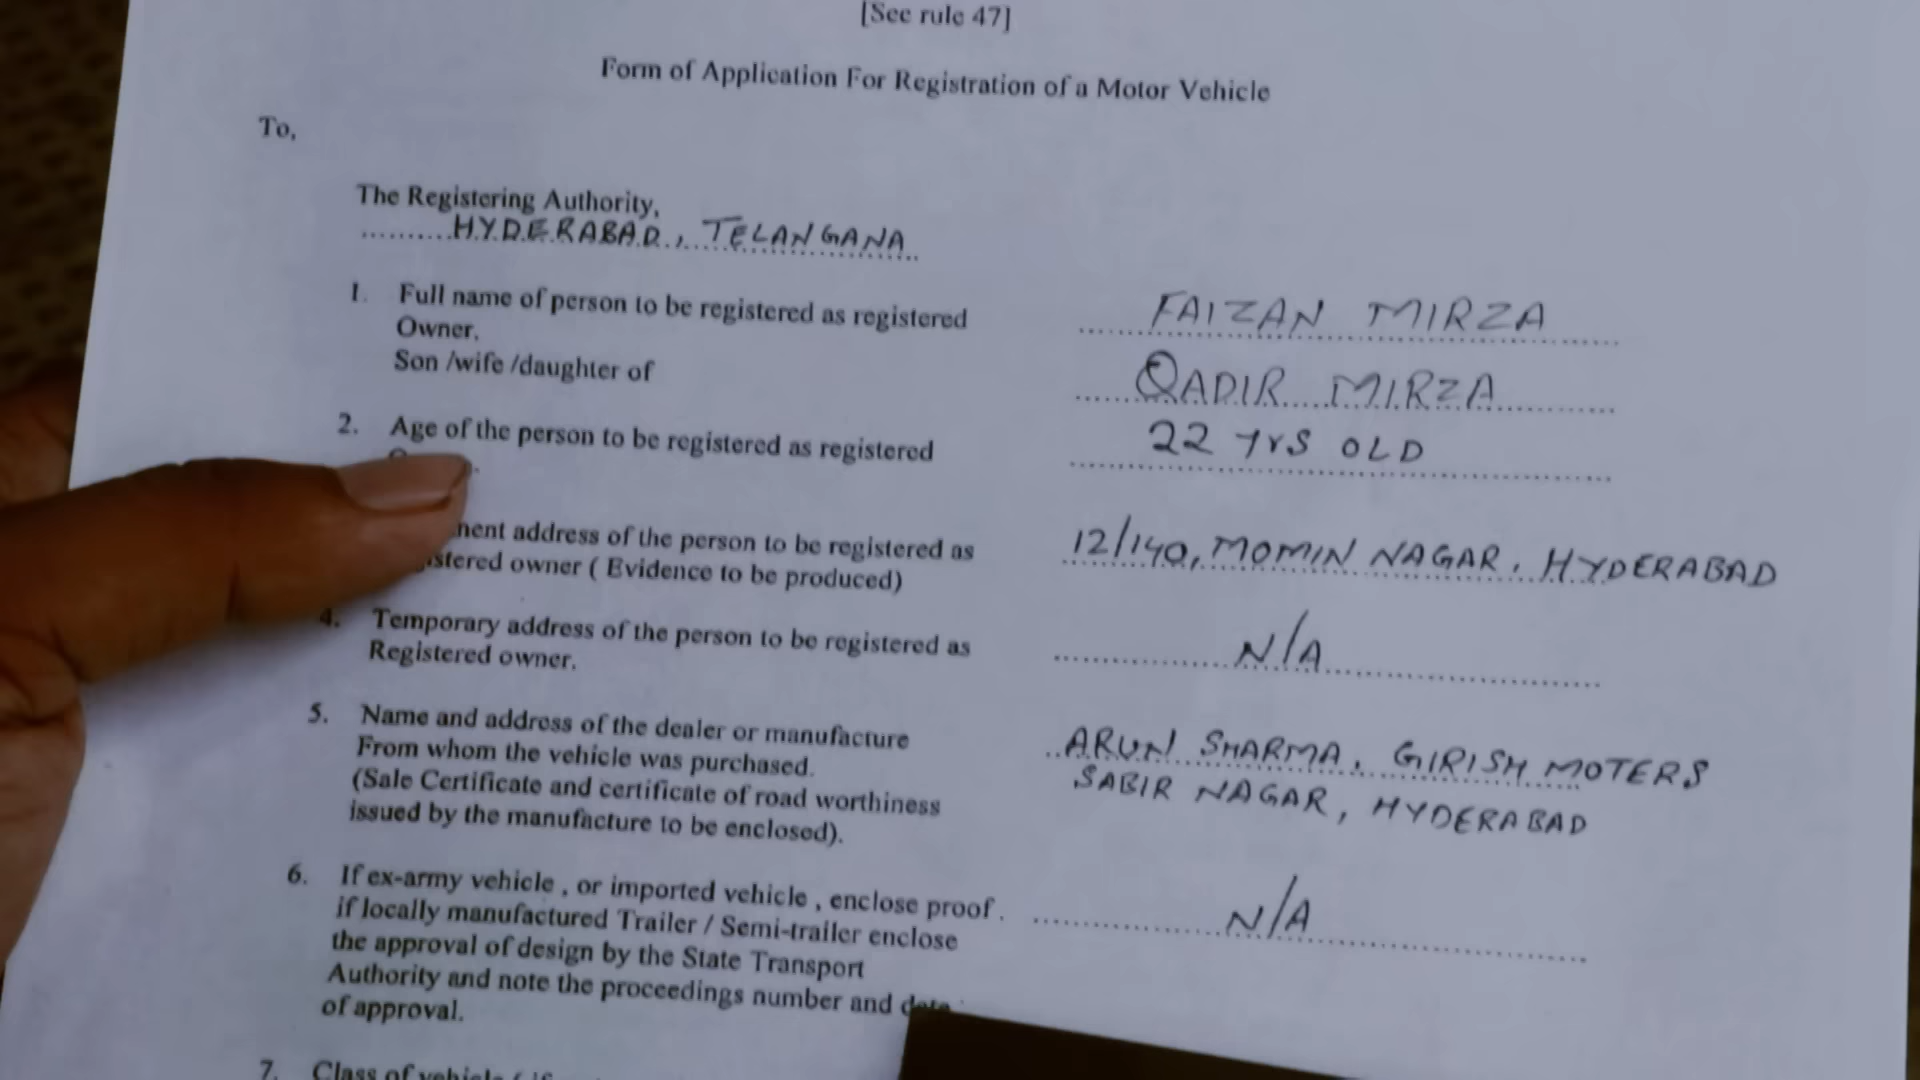 [See rule 47]
Form of Application For Registration of a Motor Vehicle
To,
The Registering Authority,
HYDERABAD, TELANGANA
1. Full name of person to be registered as registered
Owner,
FAIZAN MIRZA
Son /wife /daughter of
QADIR MIRZA
2. Age of the person to be registered as registered
22 YrS OLD
address of the person to be registered as
owner ( Evidence to be produced)
12/140, MOMIN NAGAR, HYDERABAD
4. Temporary address of the person to be registered as
Registered owner.
N/A
5. Name and address of the dealer or manufacture
From whom the vehicle was purchased.
(Sale Certificate and certificate of road worthiness
issued by the manufacture to be enclosed).
ARUN SHARMA, GIRISH MOTERS
SABIR NAGAR, HYDERABAD
6. If ex-army vehicle , or imported vehicle , enclose proof .
if locally manufactured Trailer / Semi-trailer enclose
the approval of design by the State Transport
Authority and note the proceedings number and date
of approval.
N/A
7. Class of vehicle ( if